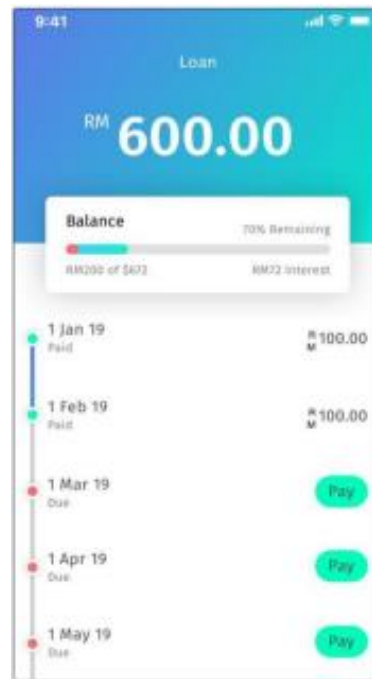 9:41
Loan
RM 600.00
Balance
70% Remaining
RM200 of $672
RM72 Interest
1 Jan 19
RM 100.00
Paid
1 Feb 19
RM 100.00
Paid
1 Mar 19
Pay
Due
1 Apr 19
Pay
Due
1 May 19
Pay
Due